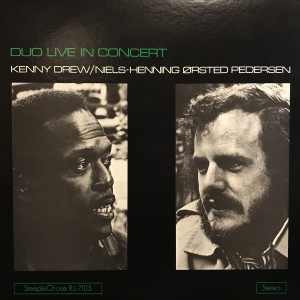 DUO LIVE IN CONCERT
KENNY DREW/NIELS-HENNING ØRSTED PEDERSEN
SteepleChase RJ-7105
Stereo